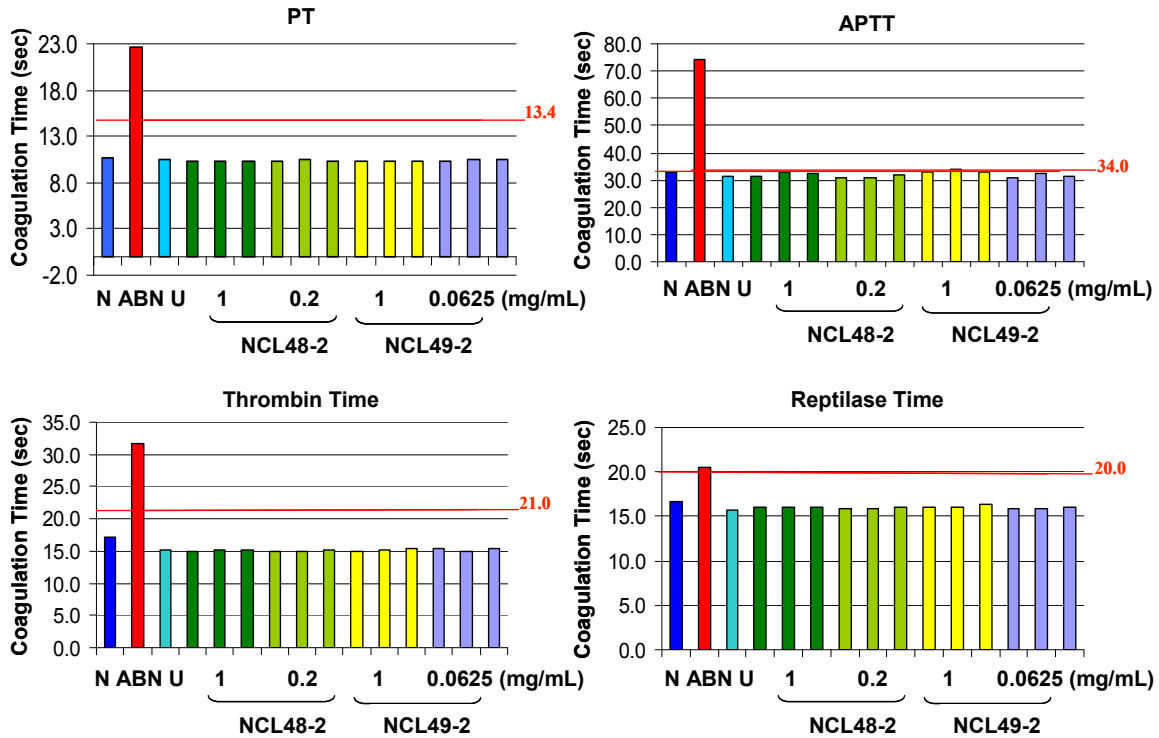 PT
Coagulation Time (sec)
23.0
18.0
13.0
8.0
3.0
-2.0
13.4
N ABN U 1 0.2 1 0.0625 (mg/mL)
NCL48-2 NCL49-2
APTT
Coagulation Time (sec)
80.0
70.0
60.0
50.0
40.0
30.0
20.0
10.0
0.0
34.0
N ABN U 1 0.2 1 0.0625 (mg/mL)
NCL48-2 NCL49-2
Thrombin Time
Coagulation Time (sec)
35.0
30.0
25.0
20.0
15.0
10.0
5.0
0.0
21.0
N ABN U 1 0.2 1 0.0625 (mg/mL)
NCL48-2 NCL49-2
Reptilase Time
Coagulation Time (sec)
25.0
20.0
15.0
10.0
5.0
0.0
20.0
N ABN U 1 0.2 1 0.0625 (mg/mL)
NCL48-2 NCL49-2